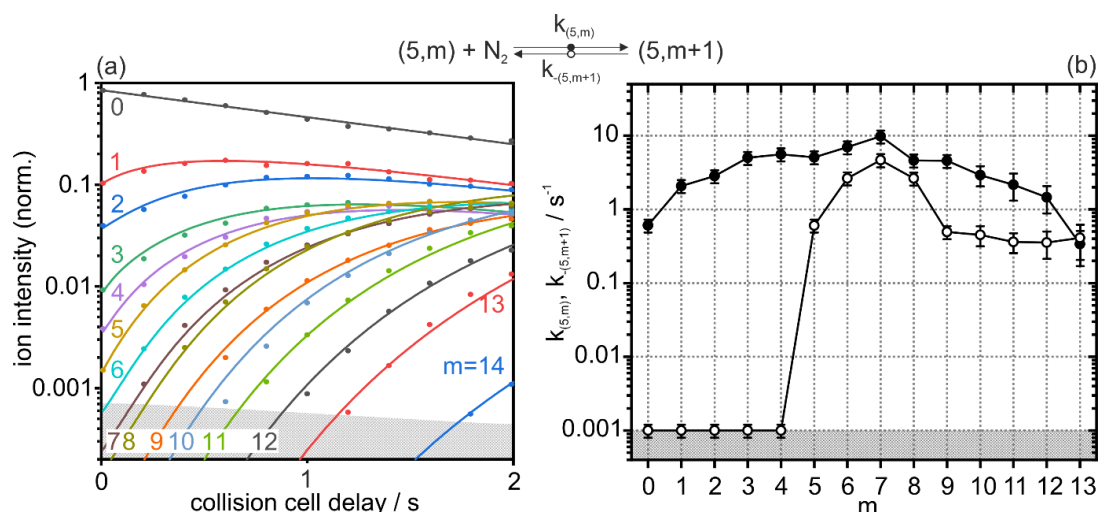 k(5,m)
(5,m) + N2 (5,m+1)
k-(5,m+1)
(a)
ion intensity (norm.)
1
0.1
0.01
0.001
0
1
2
3
4
5
6
7 8 9 10 11 12
13
m=14
0 1 2
collision cell delay / s
(b)
k(5,m), k-(5,m+1) / s-1
10
1
0.1
0.01
0.001
0 1 2 3 4 5 6 7 8 9 10 11 12 13
m